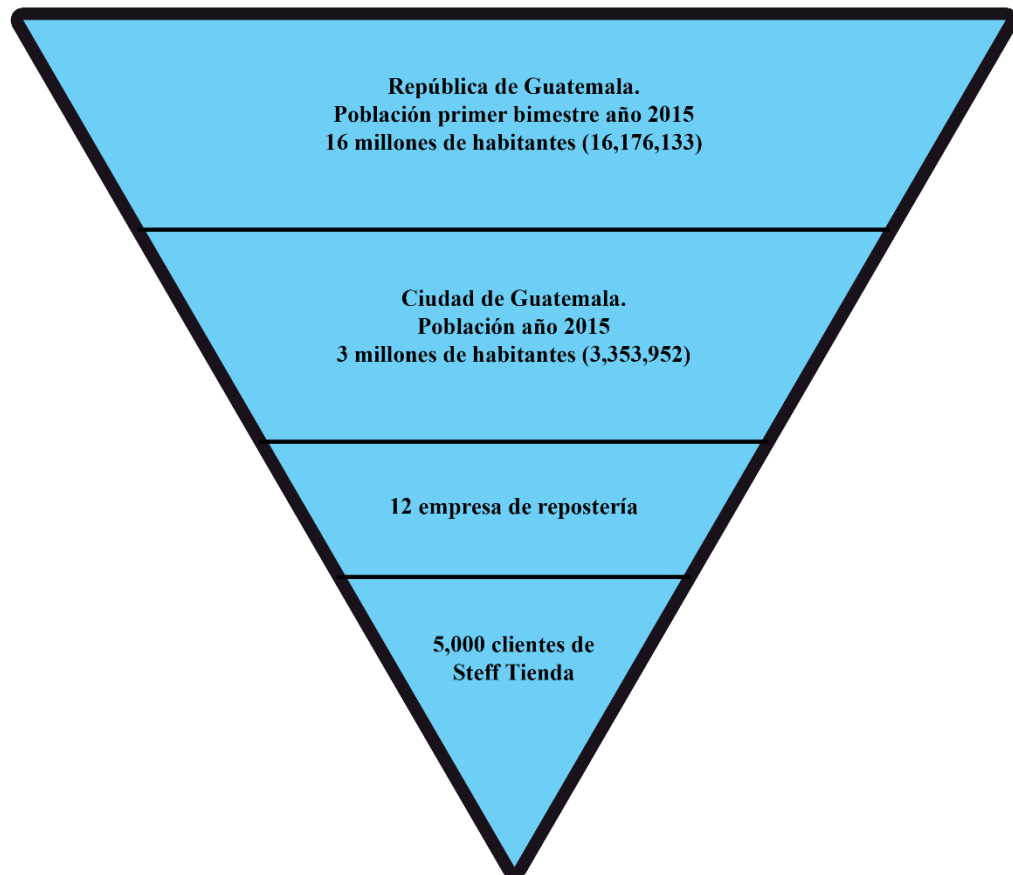 República de Guatemala.
Población primer bimestre año 2015
16 millones de habitantes (16,176,133)
Ciudad de Guatemala.
Población año 2015
3 millones de habitantes (3,353,952)
12 empresa de repostería
5,000 clientes de
Steff Tienda